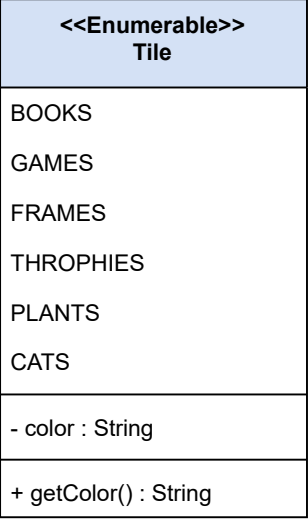 <<Enumerable>>
Tile
BOOKS
GAMES
FRAMES
THROPHIES
PLANTS
CATS
- color : String
+ getColor() : String